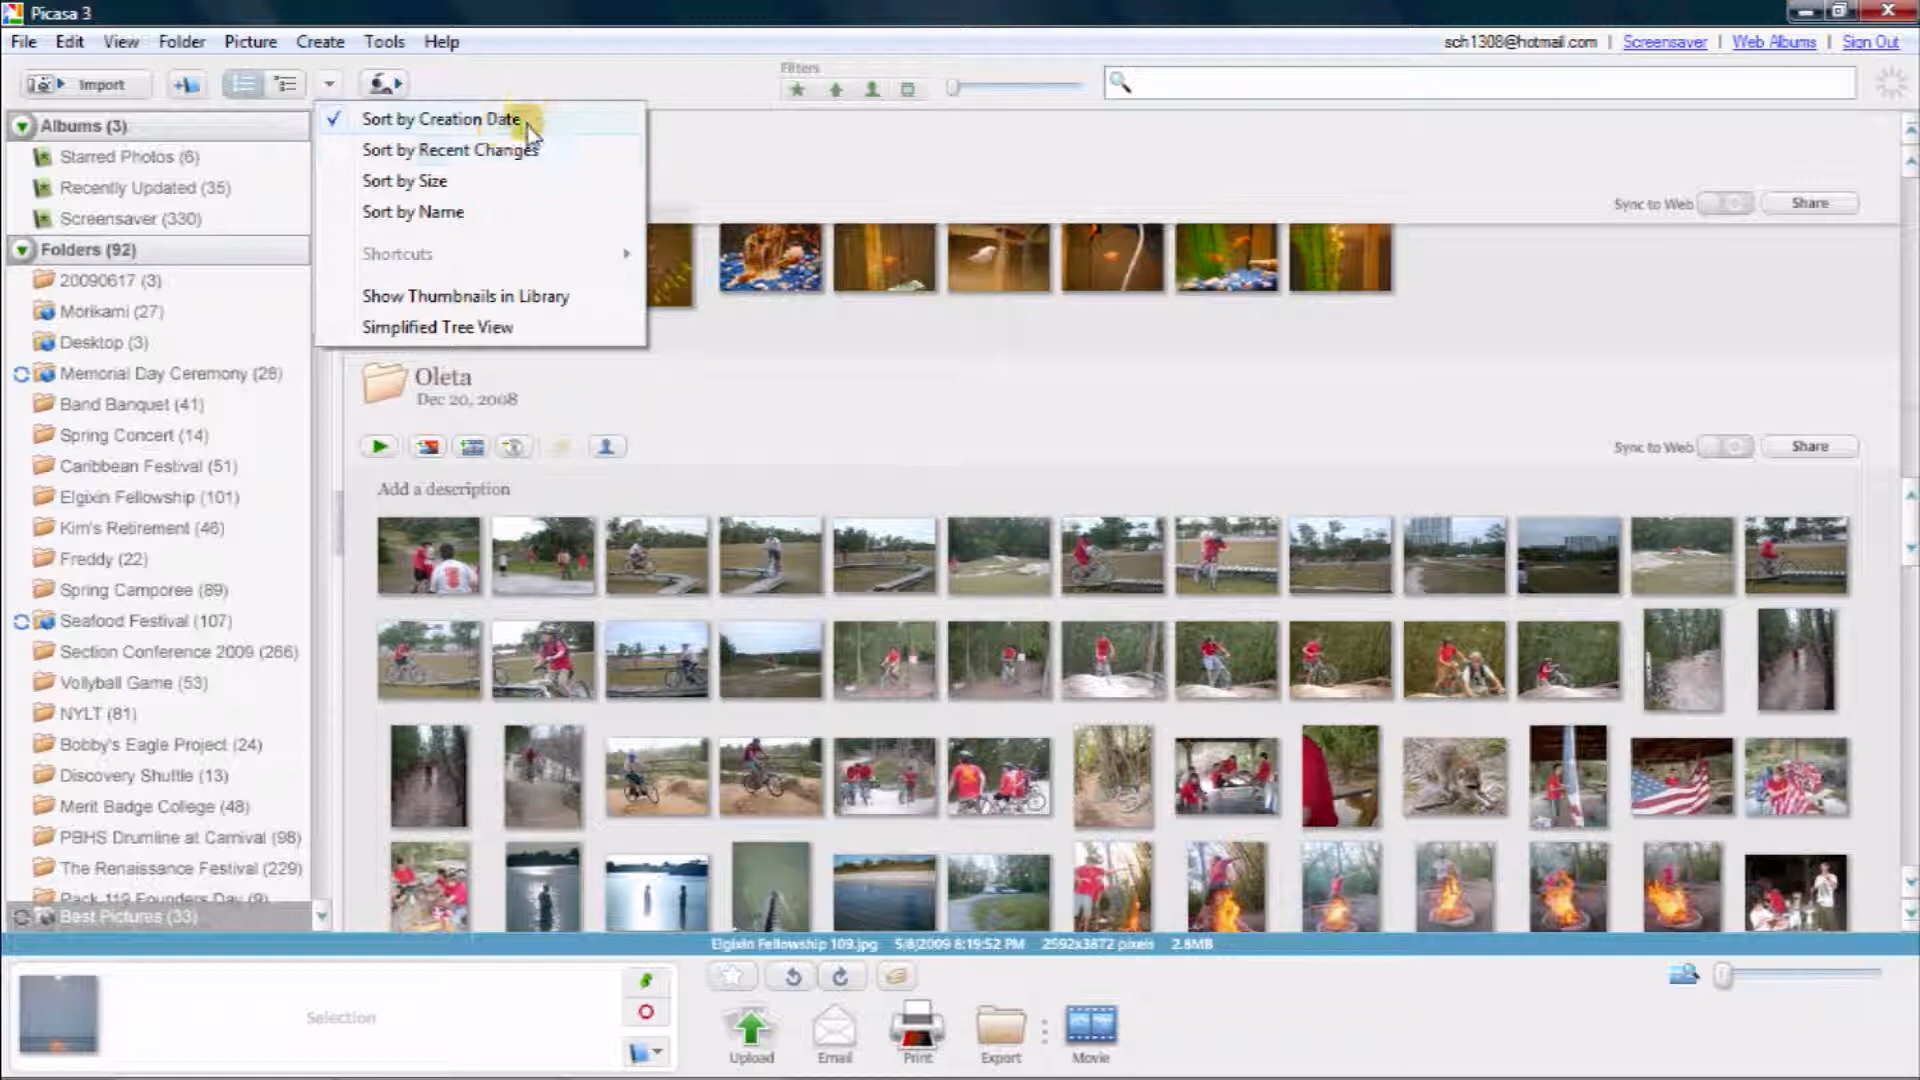 Picasa 3
File Edit View Folder Picture Create Tools Help
sch1308@hotmail.com | Screensaver | Web Albums | Sign Out
Import
Filters
Albums (3)
Starred Photos (6)
Recently Updated (35)
Screensaver (330)
Folders (92)
20090617 (3)
Morikami (27)
Desktop (3)
Memorial Day Ceremony (28)
Band Banquet (41)
Spring Concert (14)
Caribbean Festival (51)
Elgixin Fellowship (101)
Kim's Retirement (46)
Freddy (22)
Spring Camporee (89)
Seafood Festival (107)
Section Conference 2009 (266)
Vollyball Game (53)
NYLT (81)
Bobby's Eagle Project (24)
Discovery Shuttle (13)
Merit Badge College (48)
PBHS Drumline at Carnival (98)
The Renaissance Festival (229)
Pack 119 Founders Day (9)
Best Pictures (33)
Sort by Creation Date
Sort by Recent Changes
Sort by Size
Sort by Name
Shortcuts
Show Thumbnails in Library
Simplified Tree View
Sync to Web Share
Oleta
Dec 20, 2008
Sync to Web Share
Add a description
Elgixin Fellowship 109.jpg 5/8/2009 8:19:52 PM 2592x3872 pixels 2.8MB
Selection
Upload Email Print Export Movie